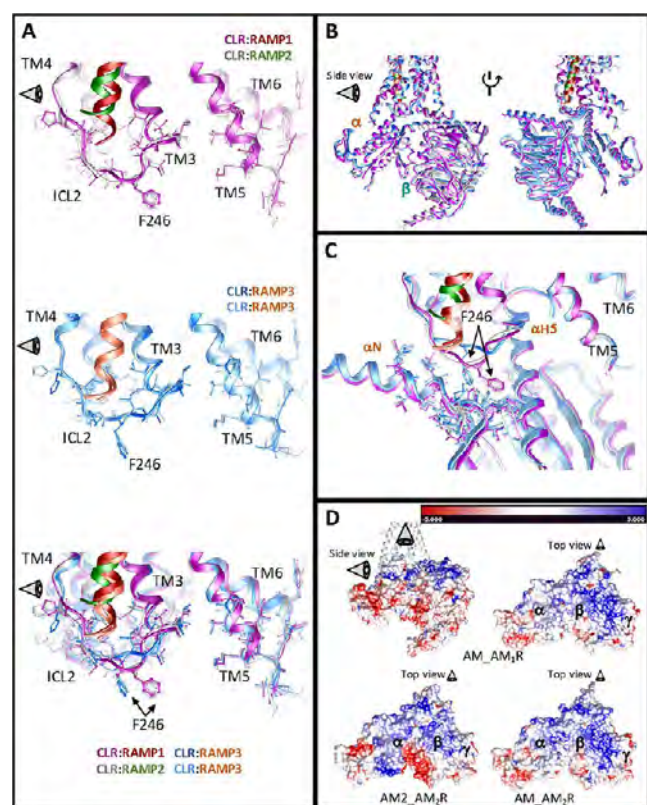 A
CLR:RAMP1
CLR:RAMP2
TM4
TM6
TM3
TM5
ICL2
F246
CLR:RAMP3
CLR:RAMP3
TM4
TM6
TM3
ICL2
TM5
F246
TM4
TM3
TM6
ICL2
TM5
F246
CLR:RAMP1 CLR:RAMP3
CLR:RAMP2 CLR:RAMP3
B
Side view
α
β
C
F246
TM6
αN
αH5
TM5
D
Side view
Top view
α β γ
AM_AM₁R
Top view
Top view
α β γ
α β γ
AM2_AM₂R
AM_AM₂R